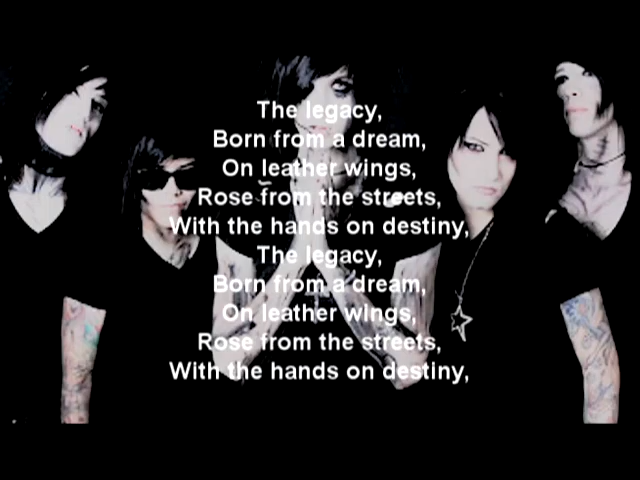 The legacy,
Born from a dream,
On leather wings,
Rose from the streets,
With the hands on destiny,
The legacy,
Born from a dream,
On leather wings,
Rose from the streets,
With the hands on destiny,